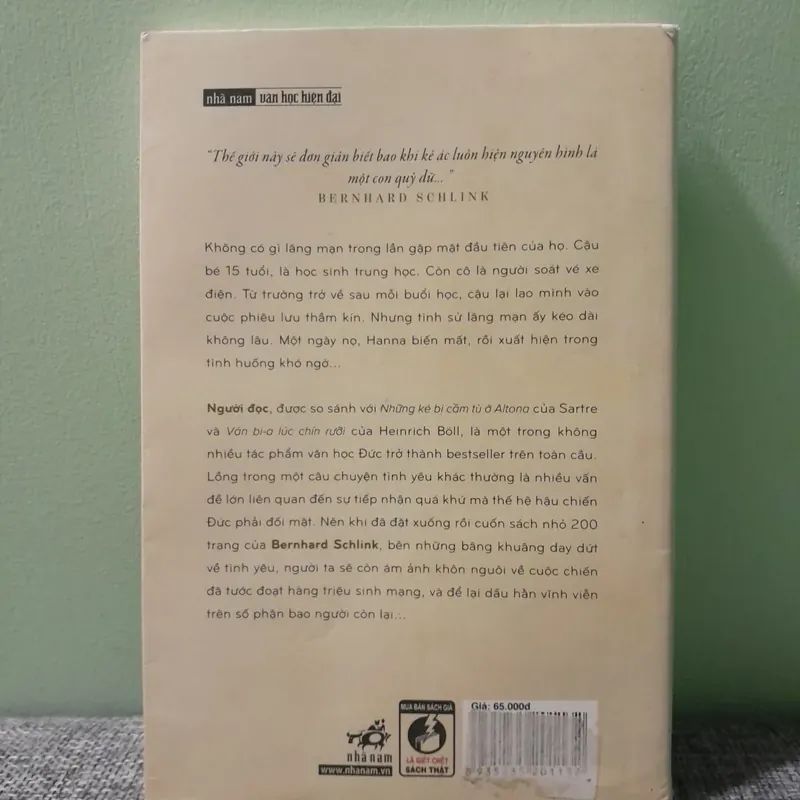 nhã nam văn học hiện đại
"Thế giới này sẽ đơn giản biết bao khi kẻ ác luôn hiện nguyên hình là
một con quỷ dữ... "
BERNHARD SCHLINK
Không có gì lãng mạn trong lần gặp mặt đầu tiên của họ. Cậu
bé 15 tuổi, là học sinh trung học. Còn cô là người soát vé xe
điện. Từ trường trở về sau mỗi buổi học, cậu lại lao mình vào
cuộc phiêu lưu thầm kín. Nhưng tình sử lãng mạn ấy kéo dài
không lâu. Một ngày nọ, Hanna biến mất, rồi xuất hiện trong
tình huống khó ngờ...
Người đọc, được so sánh với Những kẻ bị cầm tù ở Altona của Sartre
và Ván bi-a lúc chín rưỡi của Heinrich Böll, là một trong không
nhiều tác phẩm văn học Đức trở thành bestseller trên toàn cầu.
Lồng trong một câu chuyện tình yêu khác thường là nhiều vấn
đề lớn liên quan đến sự tiếp nhận quá khứ mà thế hệ hậu chiến
Đức phải đối mặt. Nên khi đã đặt xuống rồi cuốn sách nhỏ 200
trang của Bernhard Schlink, bên những bâng khuâng day dứt
về tình yêu, người ta sẽ còn ám ảnh khôn nguôi về cuộc chiến
đã tước đoạt hàng triệu sinh mạng, và để lại dấu hằn vĩnh viễn
trên số phận bao người còn lại...
nhã nam
www.nhanam.vn
MUA BÁN SÁCH GIẢ
LÀ GIẾT CHẾT
SÁCH THẬT
Giá: 65.000đ